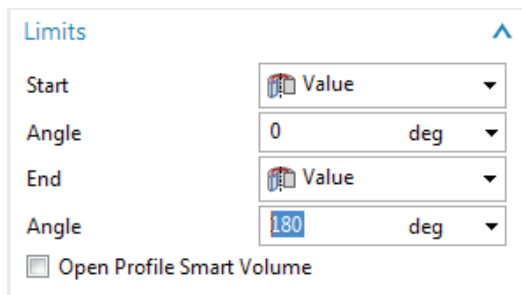 Limits
Start Value
Angle 0 deg
End Value
Angle 180 deg
Open Profile Smart Volume